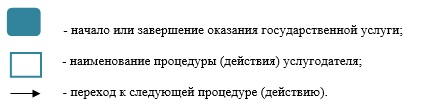 - начало или завершение оказания государственной услуги;
- наименование процедуры (действия) услугодателя;
- переход к следующей процедуре (действию).